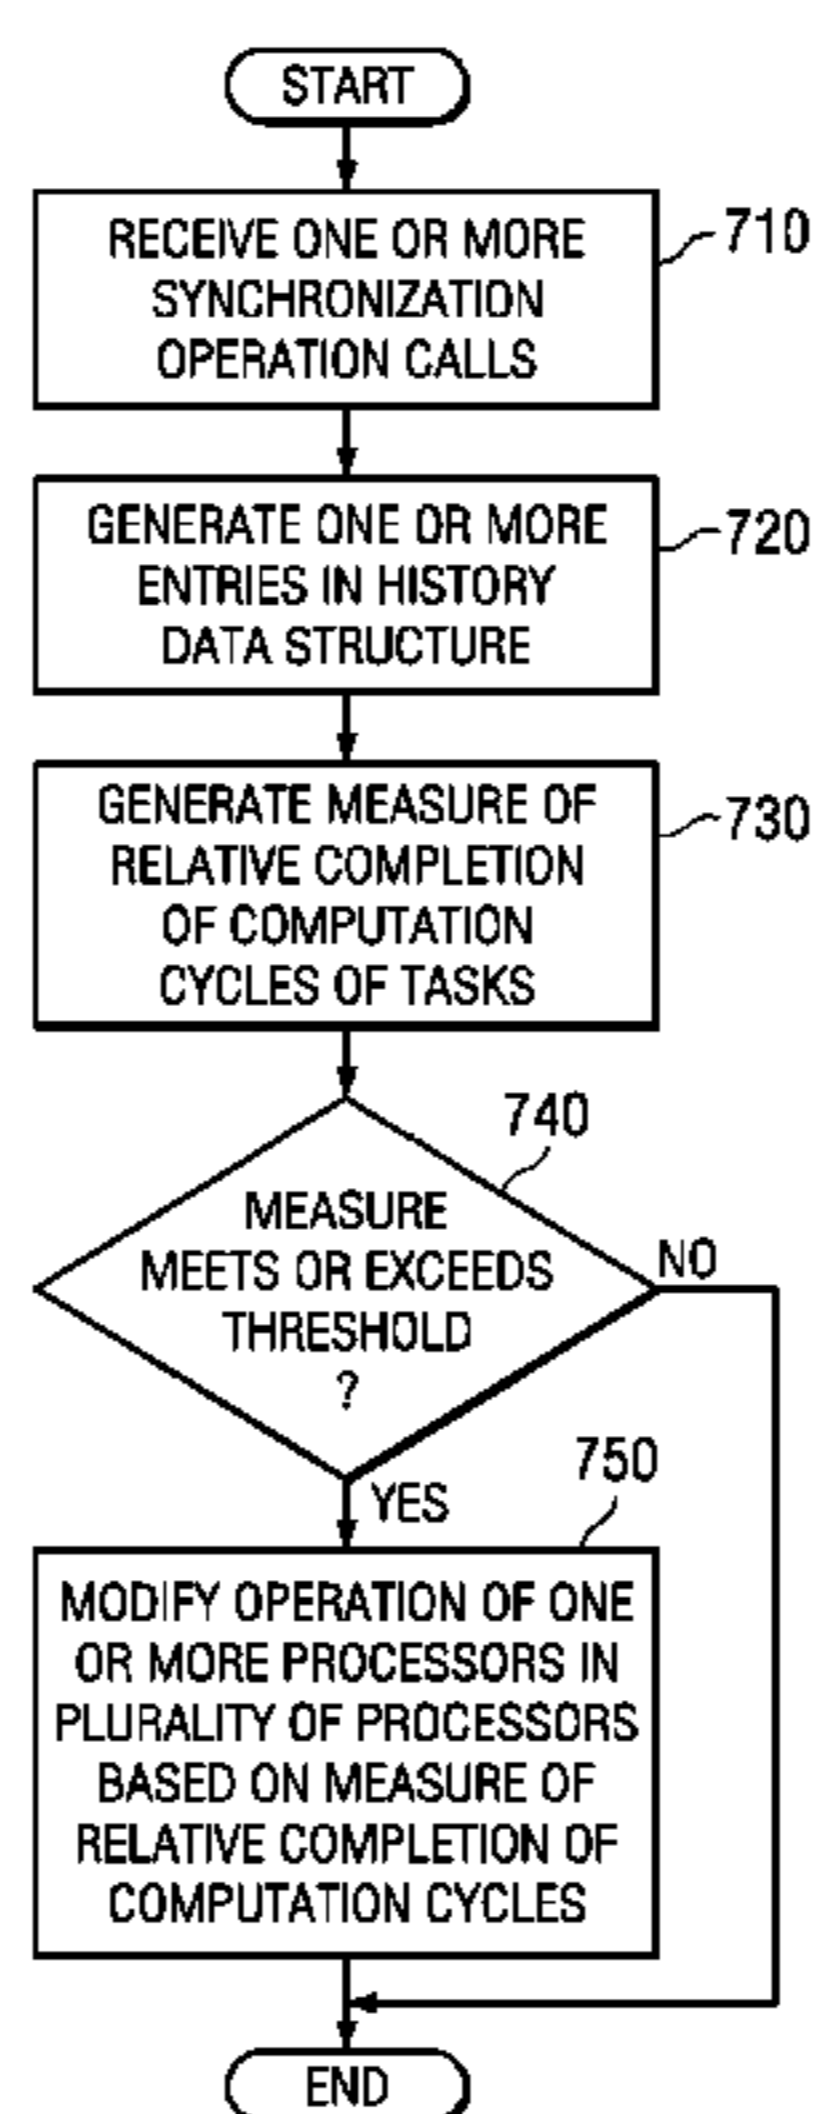 START
RECEIVE ONE OR MORE
SYNCHRONIZATION
OPERATION CALLS
710
GENERATE ONE OR MORE
ENTRIES IN HISTORY
DATA STRUCTURE
720
GENERATE MEASURE OF
RELATIVE COMPLETION
OF COMPUTATION
CYCLES OF TASKS
730
740
MEASURE
MEETS OR EXCEEDS
THRESHOLD
?
NO
YES
750
MODIFY OPERATION OF ONE
OR MORE PROCESSORS IN
PLURALITY OF PROCESSORS
BASED ON MEASURE OF
RELATIVE COMPLETION OF
COMPUTATION CYCLES
END